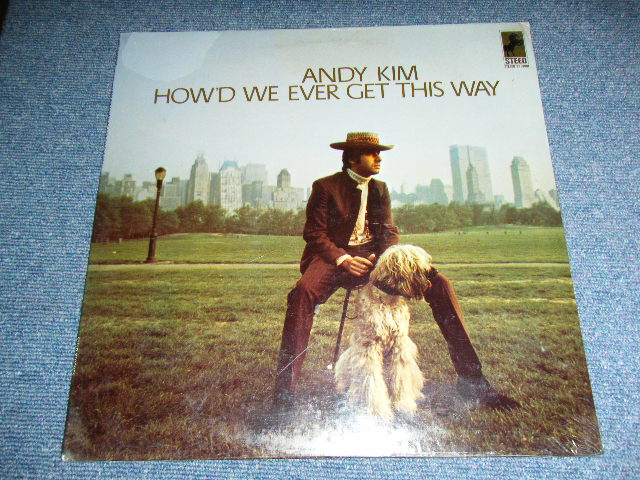 ANDY KIM
HOW'D WE EVER GET THIS WAY
STEED